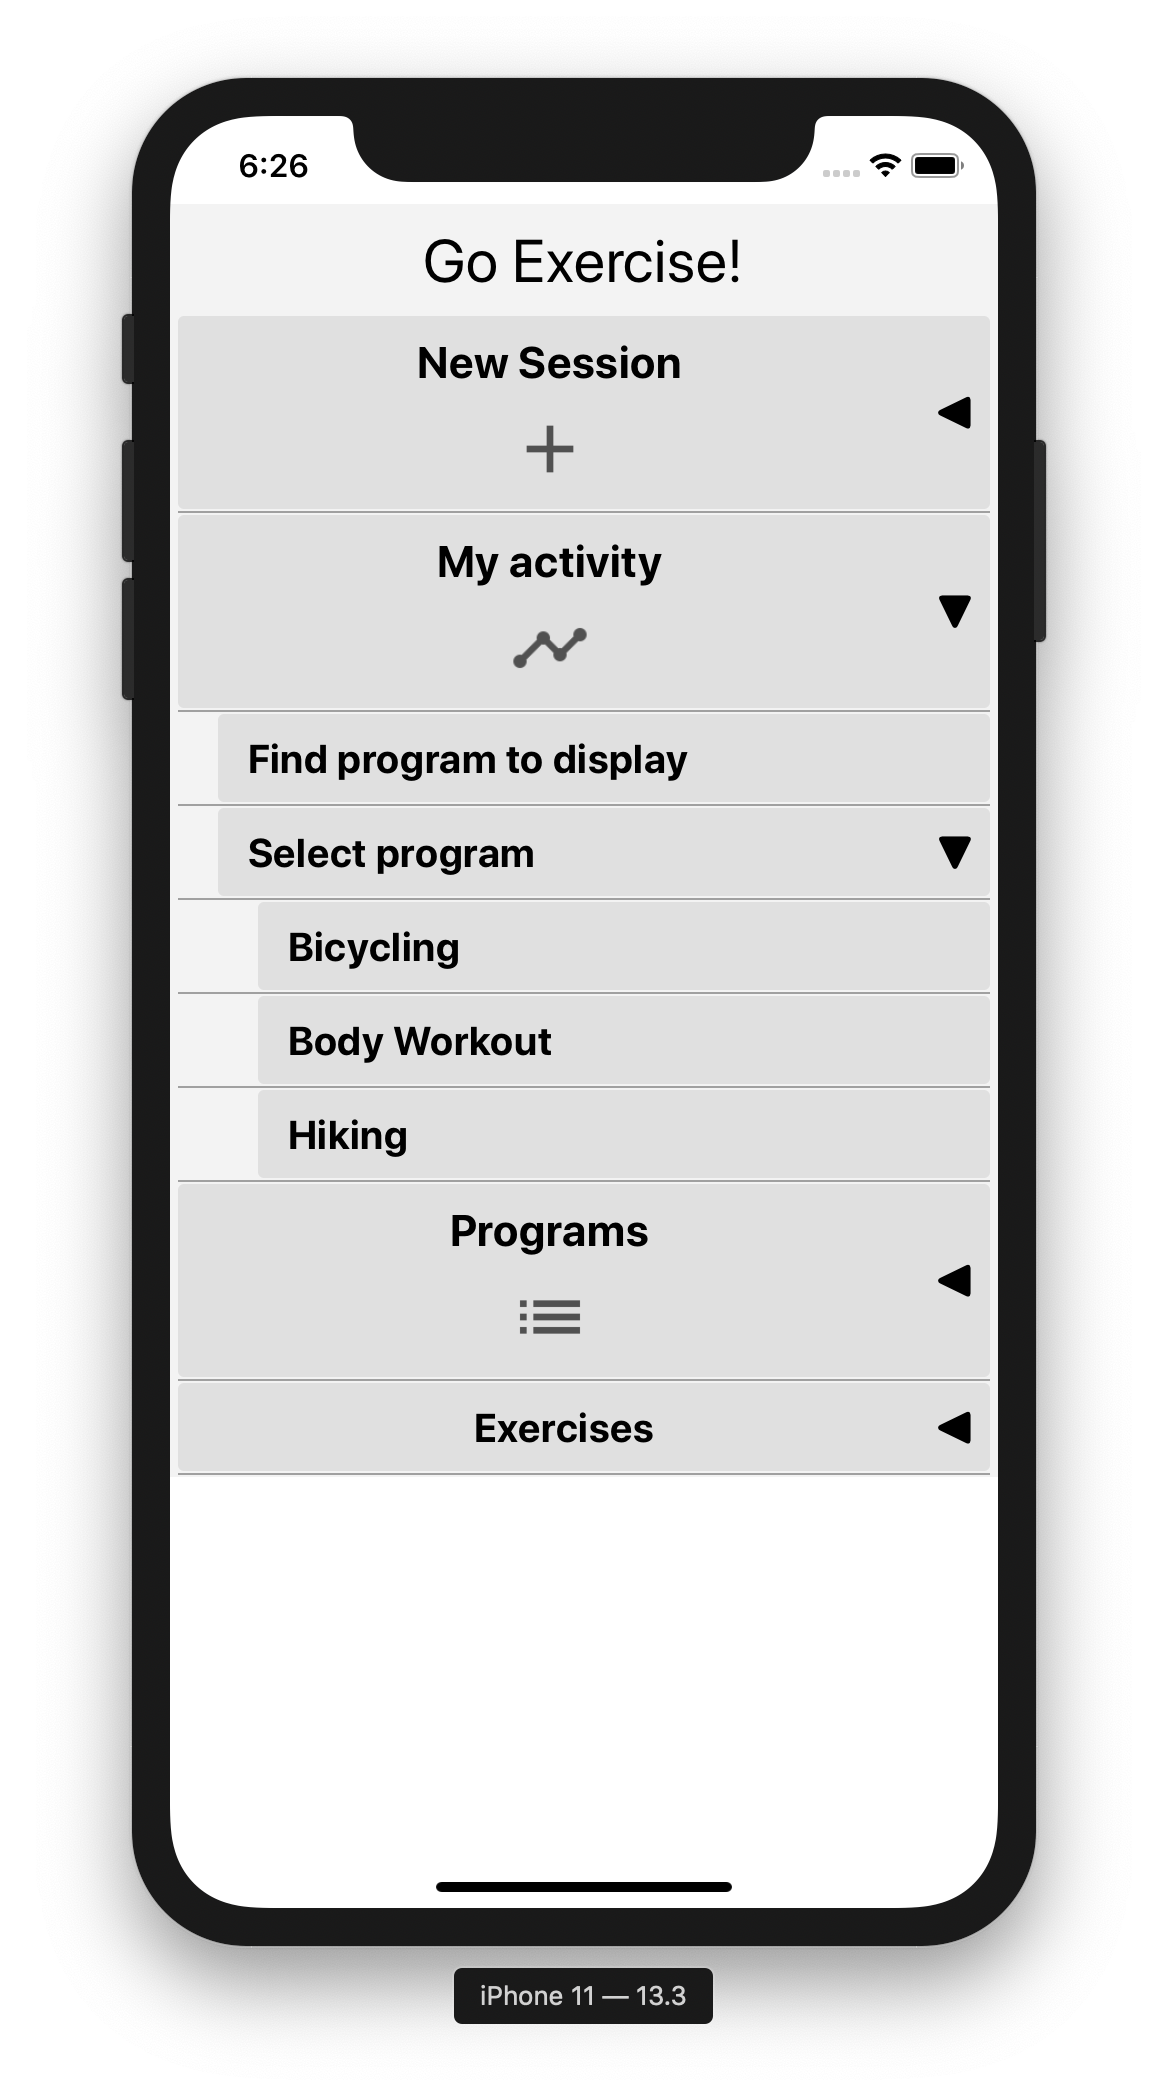 6:26
Go Exercise!
New Session
My activity
Find program to display
Select program
Bicycling
Body Workout
Hiking
Programs
Exercises
iPhone 11 — 13.3